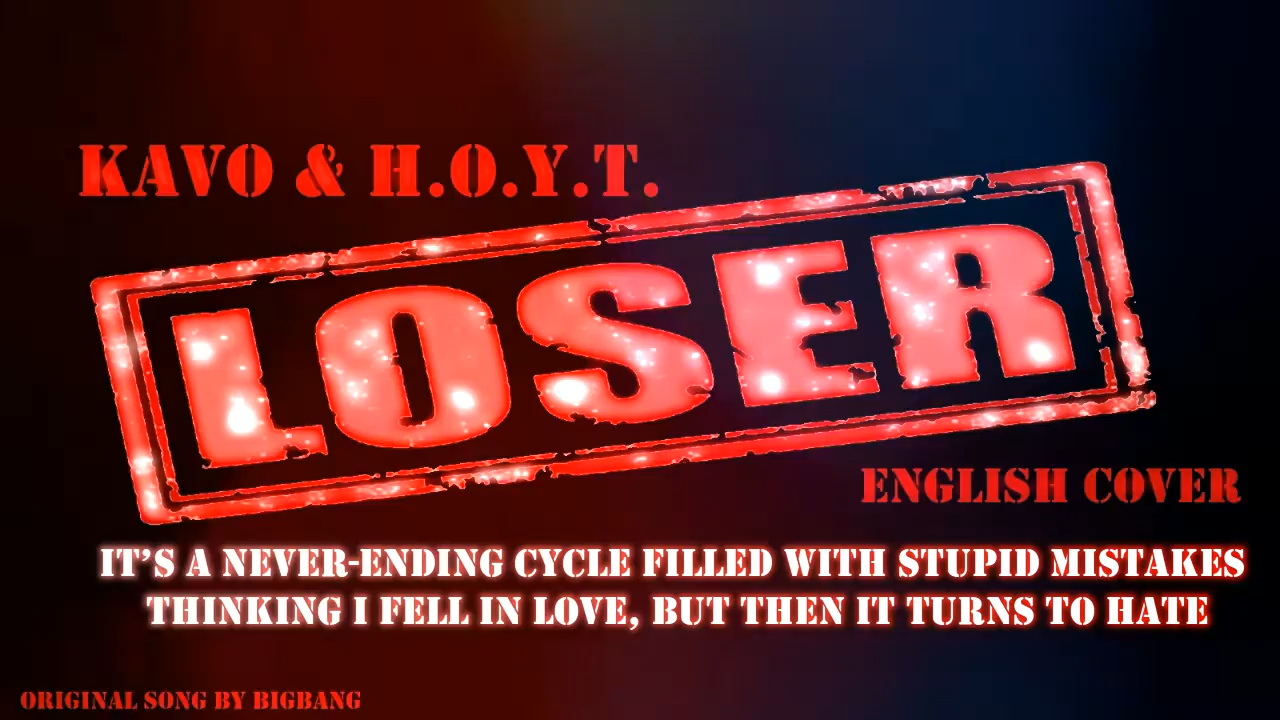 KAVO & H.O.Y.T.
LOSER
ENGLISH COVER
IT'S A NEVER-ENDING CYCLE FILLED WITH STUPID MISTAKES
THINKING I FELL IN LOVE, BUT THEN IT TURNS TO HATE
ORIGINAL SONG BY BIGBANG